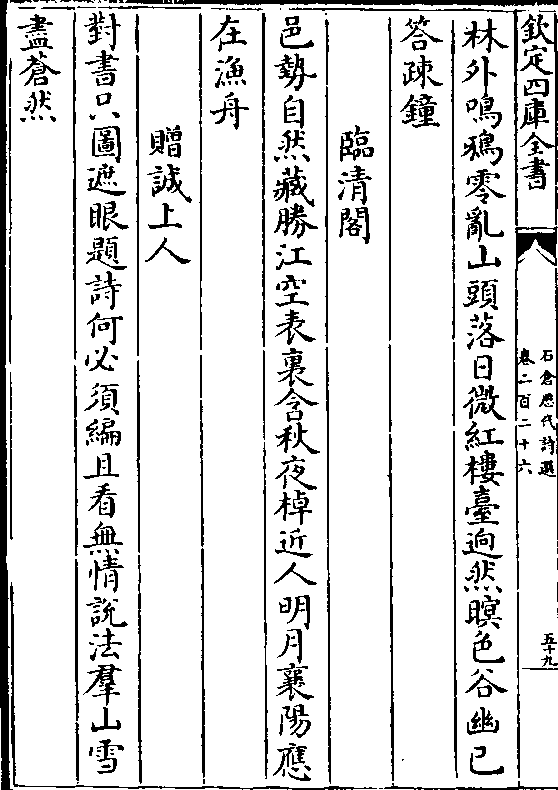 欽定四庫全書
石倉歷代詩選
卷二百二十六
五十九
林外鳴鵶零亂山頭落日微紅樓臺迥然暝色谷幽已
答疎鐘
臨清閣
邑勢自然藏勝江空表裏含秋夜棹近人明月襄陽應
在漁舟
贈誠上人
對書只圖遮眼題詩何必須編且看無情說法羣山雪
盡蒼然